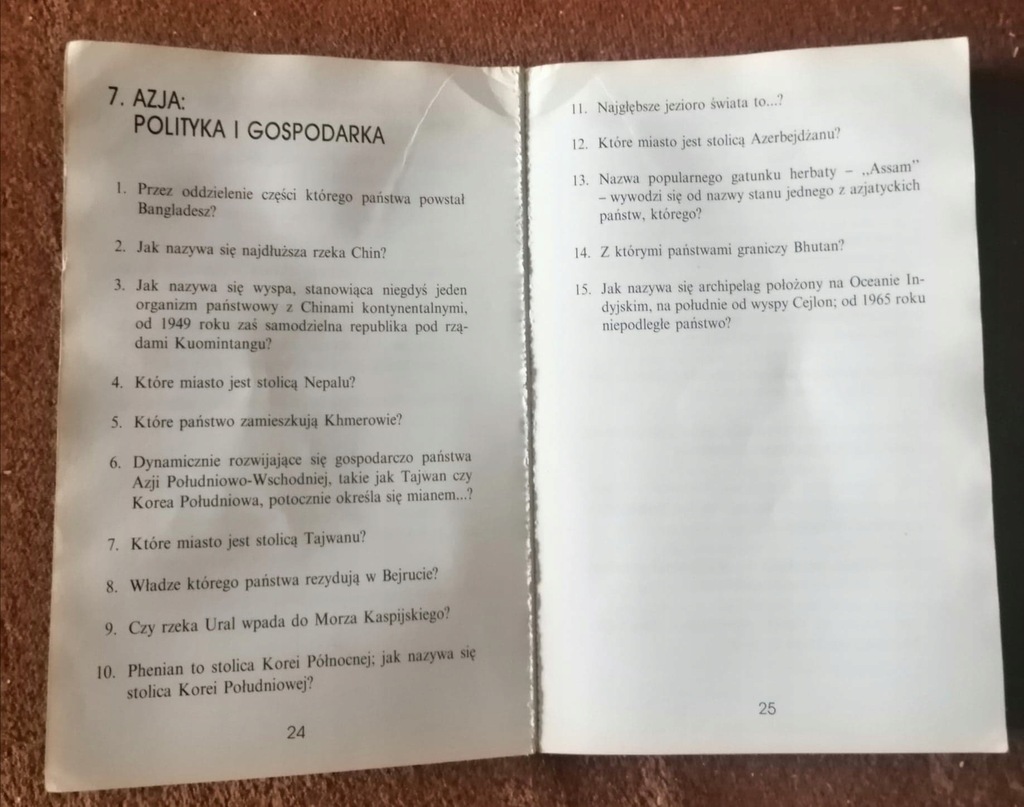 7. AZJA:
POLITYKA I GOSPODARKA
1. Przez oddzielenie części którego państwa powstał
Bangladesz?
2. Jak nazywa się najdłuższa rzeka Chin?
3. Jak nazywa się wyspa, stanowiąca niegdyś jeden
organizm państwowy z Chinami kontynentalnymi,
od 1949 roku zaś samodzielna republika pod rzą-
dami Kuomintangu?
4. Które miasto jest stolicą Nepalu?
5. Które państwo zamieszkują Khmerowie?
6. Dynamicznie rozwijające się gospodarczo państwa
Azji Południowo-Wschodniej, takie jak Tajwan czy
Korea Południowa, potocznie określa się mianem...?
7. Które miasto jest stolicą Tajwanu?
8. Władze którego państwa rezydują w Bejrucie?
9. Czy rzeka Ural wpada do Morza Kaspijskiego?
10. Phenian to stolica Korei Północnej; jak nazywa się
stolica Korei Południowej?
24
11. Najgłębsze jezioro świata to...?
12. Które miasto jest stolicą Azerbejdżanu?
13. Nazwa popularnego gatunku herbaty – „Assam"
– wywodzi się od nazwy stanu jednego z azjatyckich
państw, którego?
14. Z którymi państwami graniczy Bhutan?
15. Jak nazywa się archipelag położony na Oceanie In-
dyjskim, na południe od wyspy Cejlon; od 1965 roku
niepodległe państwo?
25